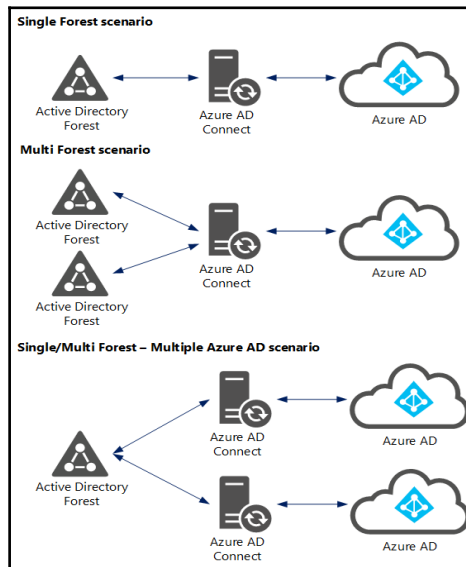 Single Forest scenario
Active Directory
Forest
Azure AD
Connect
Azure AD
Multi Forest scenario
Active Directory
Forest
Active Directory
Forest
Azure AD
Connect
Azure AD
Single/Multi Forest – Multiple Azure AD scenario
Azure AD
Connect
Azure AD
Active Directory
Forest
Azure AD
Connect
Azure AD